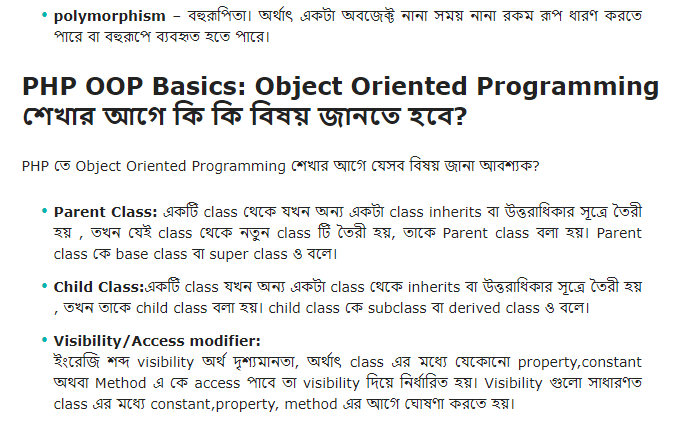 • polymorphism – বহুরূপিতা। অর্থাৎ একটা অবজেক্ট নানা সময় নানা রকম রূপ ধারণ করতে
পারে বা বহুরূপে ব্যবহৃত হতে পারে।
PHP OOP Basics: Object Oriented Programming
শেখার আগে কি কি বিষয় জানতে হবে?
PHP তে Object Oriented Programming শেখার আগে যেসব বিষয় জানা আবশ্যক?
• Parent Class: একটি class থেকে যখন অন্য একটা class inherits বা উত্তরাধিকার সূত্রে তৈরী
হয় , তখন যেই class থেকে নতুন class টি তৈরী হয়, তাকে Parent class বলা হয়। Parent
class কে base class বা super class ও বলে।
• Child Class:একটি class যখন অন্য একটা class থেকে inherits বা উত্তরাধিকার সূত্রে তৈরী হয়
, তখন তাকে child class বলা হয়। child class কে subclass বা derived class ও বলে।
• Visibility/Access modifier:
ইংরেজি শব্দ visibility অর্থ দৃশ্যমানতা, অর্থাৎ class এর মধ্যে যেকোনো property,constant
অথবা Method এ কে access পাবে তা visibility দিয়ে নির্ধারিত হয়। Visibility গুলো সাধারণত
class এর মধ্যে constant,property, method এর আগে ঘোষণা করতে হয়।